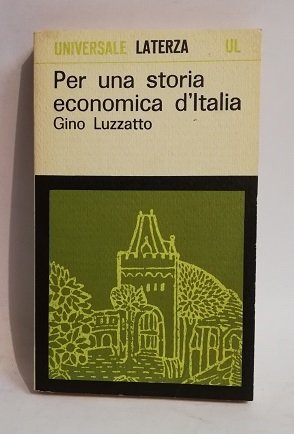 UNIVERSALE LATERZA UL
Per una storia
economica d'Italia
Gino Luzzatto